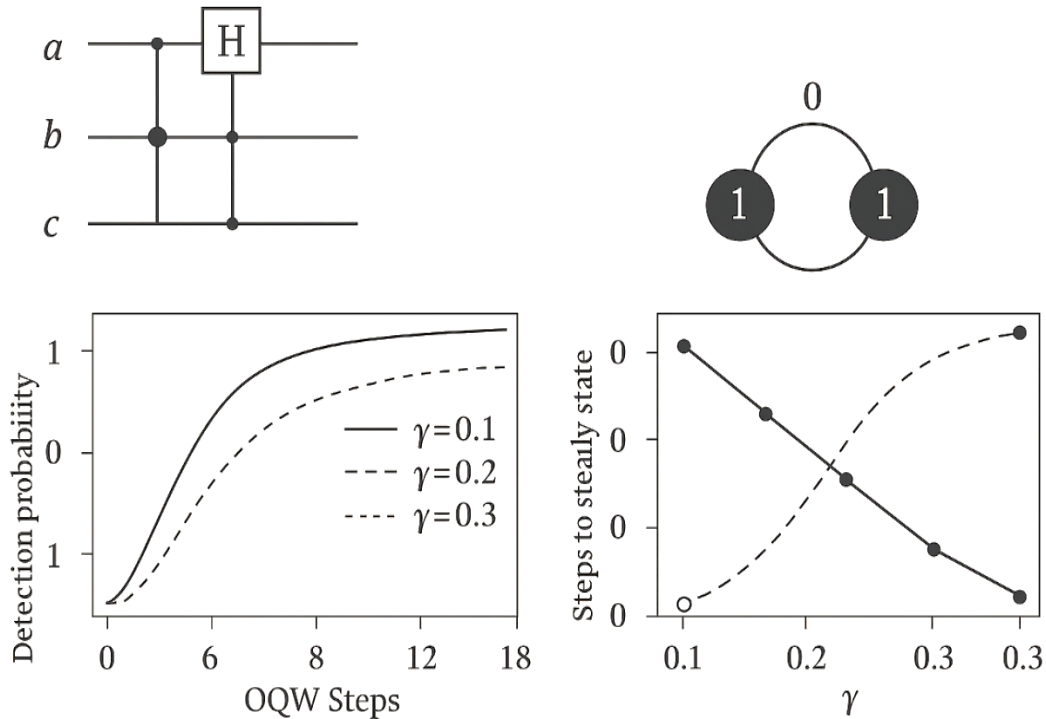 a
H
b
c
0
1 1
Detection probabiiity
1
0
1
γ=0.1
γ=0.2
γ=0.3
0 6 8 12 18
OQW Steps
Steps to steaily state
0
0
0
0
0.1 0.2 0.3 0.3
γ